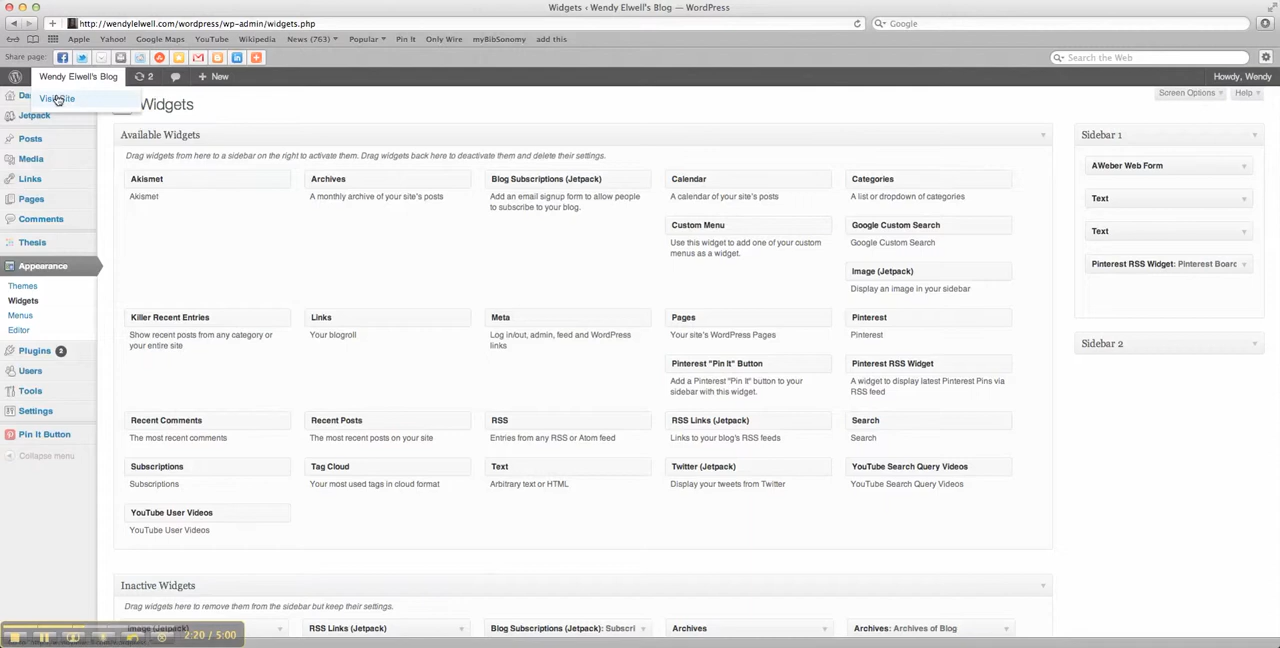 Widgets ‹ Wendy Elwell's Blog — WordPress
http://wendylelwell.com/wordpress/wp-admin/widgets.php
Google
Apple Yahoo! Google Maps YouTube Wikipedia News (763) Popular Pin It Only Wire myBibSonomy add this
Share page:
Search the Web
Wendy Elwell's Blog 2 + New
Howdy, Wendy
Visit Site
Screen Options
Help
Widgets
Jetpack
Posts
Media
Links
Pages
Comments
Thesis
Appearance
Themes
Widgets
Menus
Editor
Plugins 2
Users
Tools
Settings
Pin It Button
Collapse menu
Available Widgets
Drag widgets from here to a sidebar on the right to activate them. Drag widgets back here to deactivate them and delete their settings.
Akismet
Akismet
Archives
A monthly archive of your site's posts
Blog Subscriptions (Jetpack)
Add an email signup form to allow people
to subscribe to your blog.
Calendar
A calendar of your site's posts
Categories
A list or dropdown of categories
Custom Menu
Use this widget to add one of your custom
menus as a widget.
Google Custom Search
Google Custom Search
Image (Jetpack)
Display an image in your sidebar
Killer Recent Entries
Show recent posts from any category or
your entire site
Links
Your blogroll
Meta
Log in/out, admin, feed and WordPress
links
Pages
Your site's WordPress Pages
Pinterest
Pinterest
Pinterest "Pin It" Button
Add a Pinterest "Pin It" button to your
sidebar with this widget.
Pinterest RSS Widget
A widget to display latest Pinterest Pins via
RSS feed
Recent Comments
The most recent comments
Recent Posts
The most recent posts on your site
RSS
Entries from any RSS or Atom feed
RSS Links (Jetpack)
Links to your blog's RSS feeds
Search
Search
Subscriptions
Subscriptions
Tag Cloud
Your most used tags in cloud format
Text
Arbitrary text or HTML
Twitter (Jetpack)
Display your tweets from Twitter
YouTube Search Query Videos
YouTube Search Query Videos
YouTube User Videos
YouTube User Videos
Sidebar 1
AWeber Web Form
Text
Text
Pinterest RSS Widget: Pinterest Board
Sidebar 2
Inactive Widgets
Drag widgets here to remove them from the sidebar but keep their settings.
Image (Jetpack)
RSS Links (Jetpack)
Blog Subscriptions (Jetpack): Subscri
Archives
Archives: Archives of Blog
2:20 / 5:00